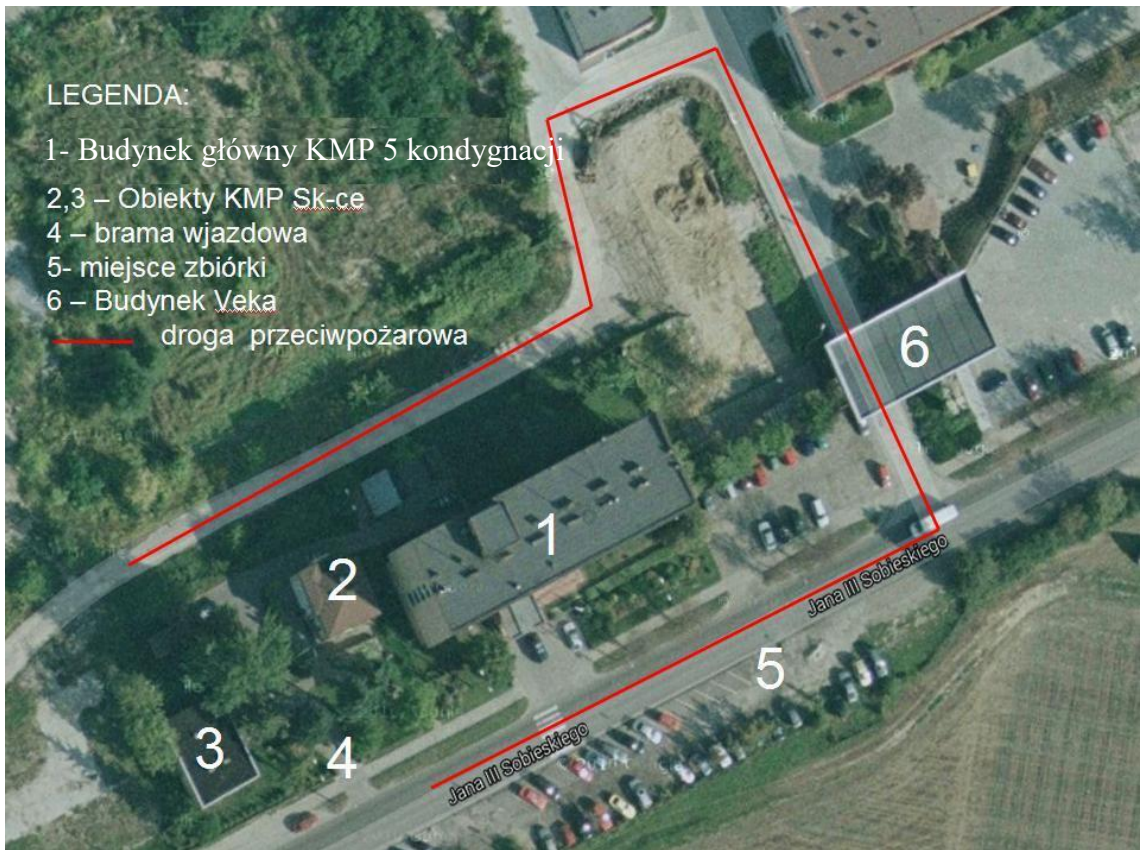 LEGENDA:
1- Budynek główny KMP 5 kondygnacji
2,3 – Obiekty KMP Sk-ce
4 – brama wjazdowa
5- miejsce zbiórki
6 – Budynek Veka
droga przeciwpożarowa
6
1
Jana III Sobieskiego
2
5
3
4
Jana III Sobieskiego